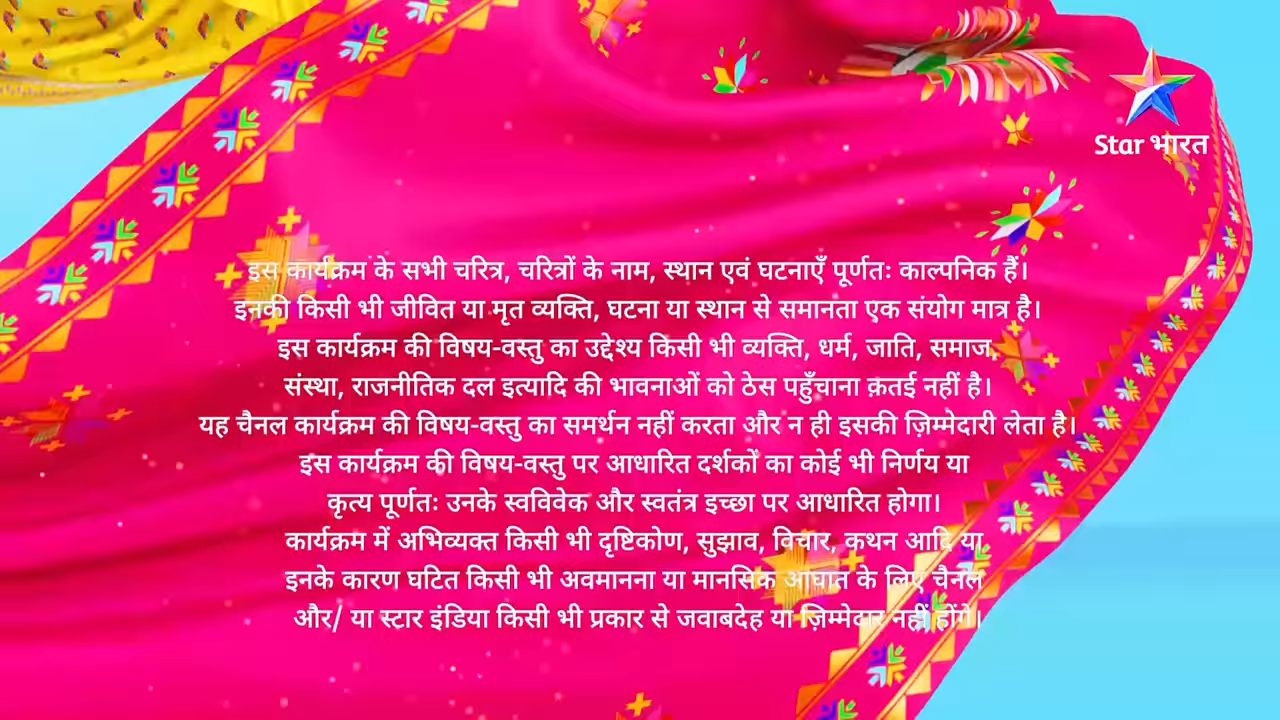 Star भारत
इस कार्यक्रम के सभी चरित्र, चरित्रों के नाम, स्थान एवं घटनाएँ पूर्णतः काल्पनिक हैं।
इनकी किसी भी जीवित या मृत व्यक्ति, घटना या स्थान से समानता एक संयोग मात्र है।
इस कार्यक्रम की विषय-वस्तु का उद्देश्य किसी भी व्यक्ति, धर्म, जाति, समाज,
संस्था, राजनीतिक दल इत्यादि की भावनाओं को ठेस पहुँचाना क़तई नहीं है।
यह चैनल कार्यक्रम की विषय-वस्तु का समर्थन नहीं करता और न ही इसकी ज़िम्मेदारी लेता है।
इस कार्यक्रम की विषय-वस्तु पर आधारित दर्शकों का कोई भी निर्णय या
कृत्य पूर्णतः उनके स्वविवेक और स्वतंत्र इच्छा पर आधारित होगा।
कार्यक्रम में अभिव्यक्त किसी भी दृष्टिकोण, सुझाव, विचार, कथन आदि या
इनके कारण घटित किसी भी अवमानना या मानसिक आघात के लिए चैनल
और/ या स्टार इंडिया किसी भी प्रकार से जवाबदेह या ज़िम्मेदार नहीं होंगे।